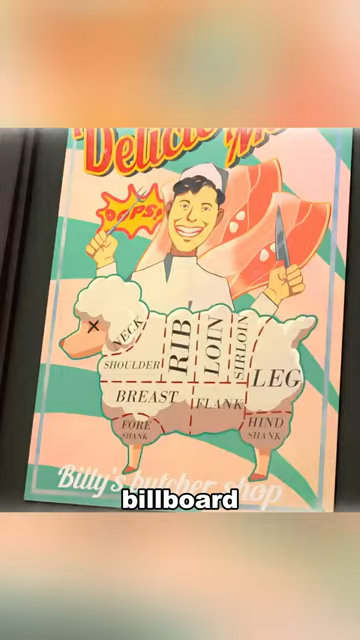 OOPS!
NECK
SHOULDER
RIB
LOIN
SIRLOIN
LEG
BREAST
FLANK
FORE
SHANK
HIND
SHANK
Billy's butcher shop
billboard